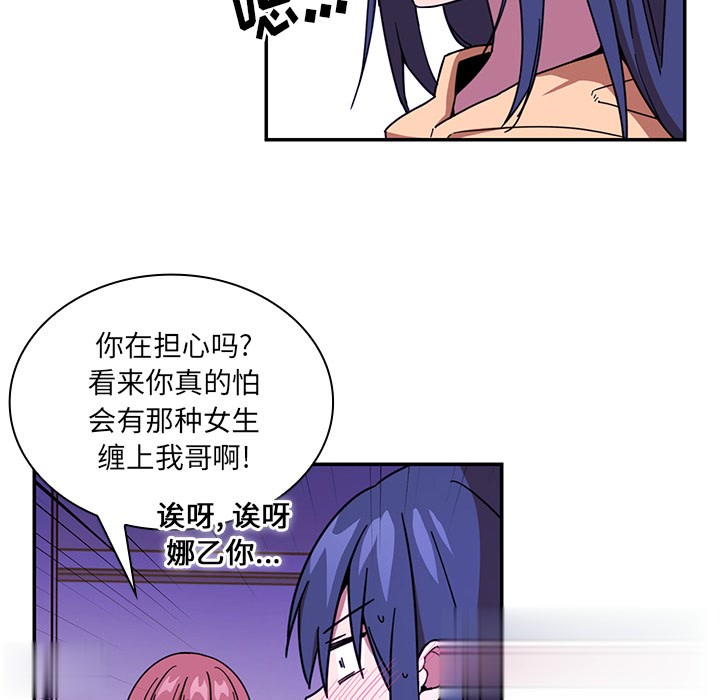 嗯...
你在担心吗?
看来你真的怕
会有那种女生
缠上我哥啊!
诶呀, 诶呀
娜乙你...